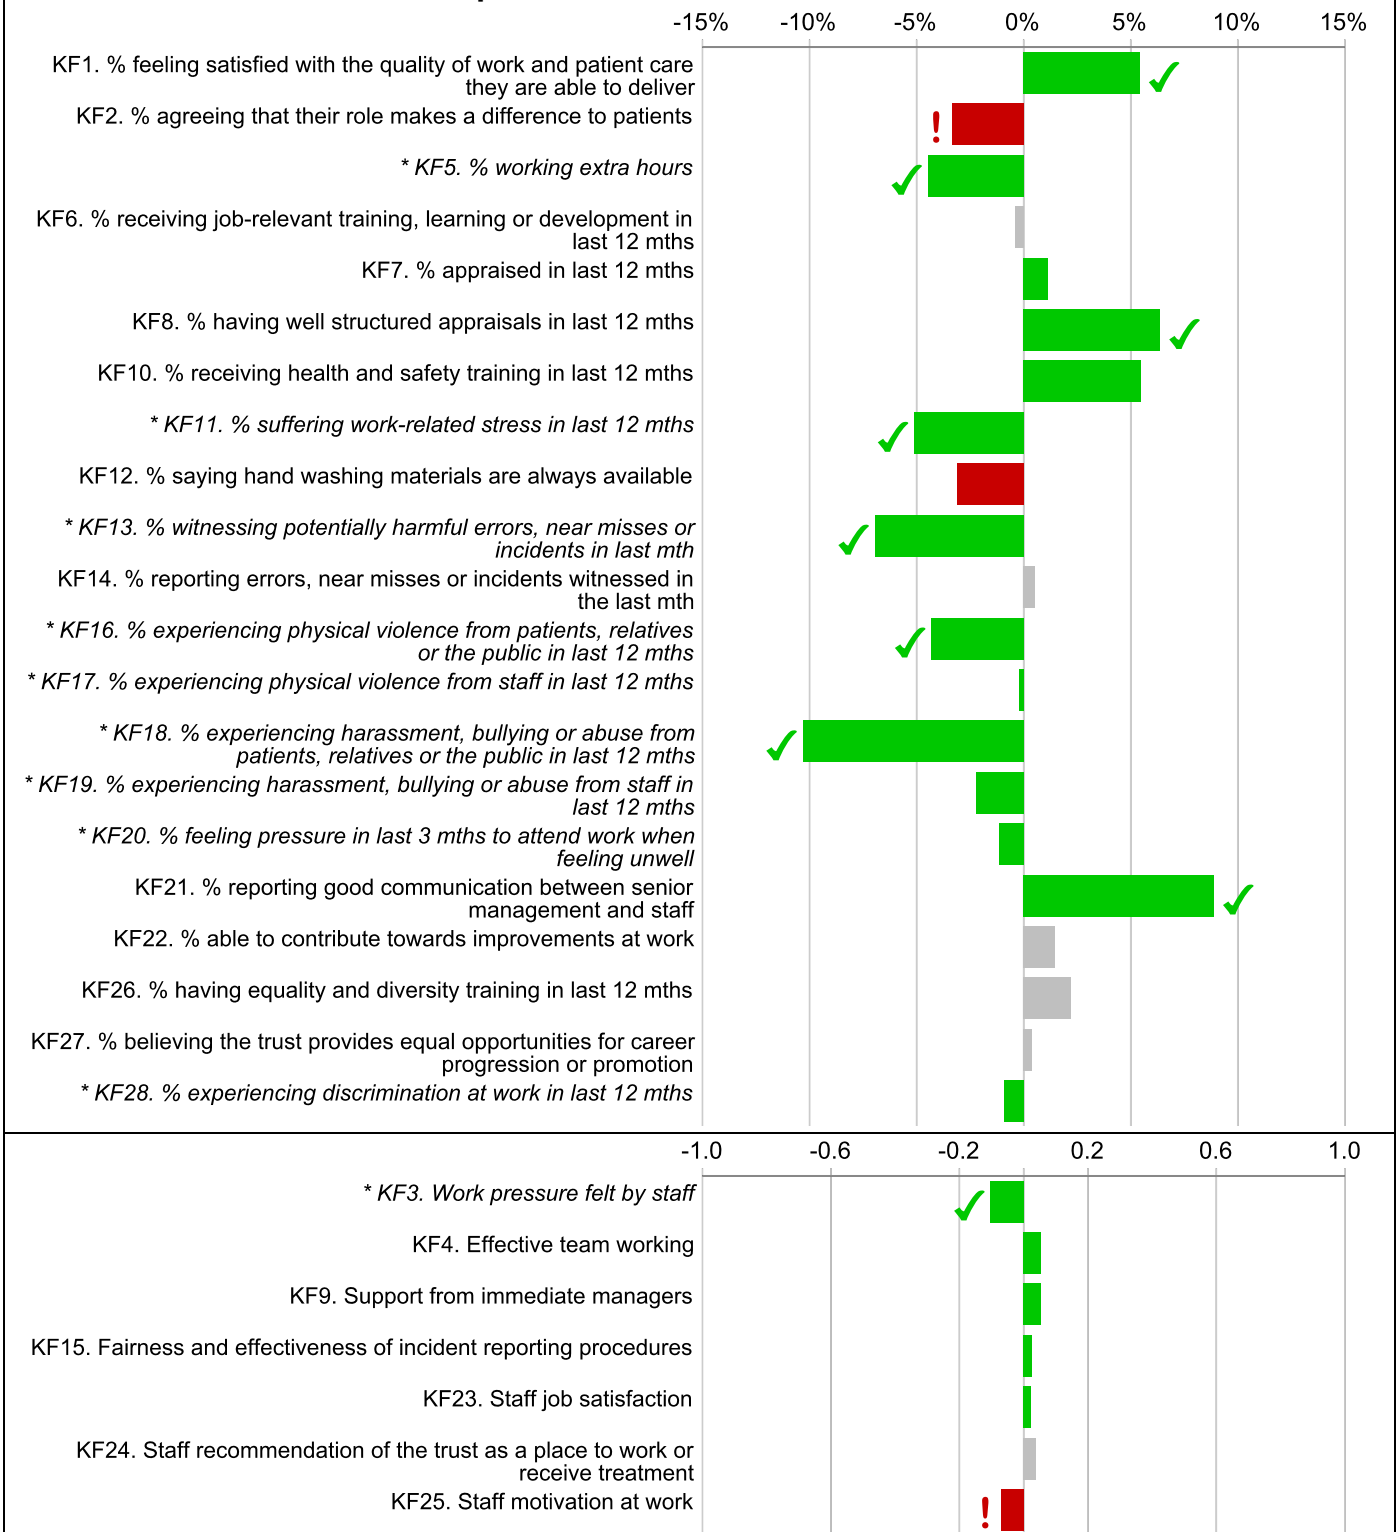 -15% -10% -5% 0% 5% 10% 15%
KF1. % feeling satisfied with the quality of work and patient care
they are able to deliver
KF2. % agreeing that their role makes a difference to patients
!
* KF5. % working extra hours
KF6. % receiving job-relevant training, learning or development in
last 12 mths
KF7. % appraised in last 12 mths
KF8. % having well structured appraisals in last 12 mths
KF10. % receiving health and safety training in last 12 mths
* KF11. % suffering work-related stress in last 12 mths
KF12. % saying hand washing materials are always available
* KF13. % witnessing potentially harmful errors, near misses or
incidents in last mth
KF14. % reporting errors, near misses or incidents witnessed in
the last mth
* KF16. % experiencing physical violence from patients, relatives
or the public in last 12 mths
* KF17. % experiencing physical violence from staff in last 12 mths
* KF18. % experiencing harassment, bullying or abuse from
patients, relatives or the public in last 12 mths
* KF19. % experiencing harassment, bullying or abuse from staff in
last 12 mths
* KF20. % feeling pressure in last 3 mths to attend work when
feeling unwell
KF21. % reporting good communication between senior
management and staff
KF22. % able to contribute towards improvements at work
KF26. % having equality and diversity training in last 12 mths
KF27. % believing the trust provides equal opportunities for career
progression or promotion
* KF28. % experiencing discrimination at work in last 12 mths
-1.0 -0.6 -0.2 0.2 0.6 1.0
* KF3. Work pressure felt by staff
KF4. Effective team working
KF9. Support from immediate managers
KF15. Fairness and effectiveness of incident reporting procedures
KF23. Staff job satisfaction
KF24. Staff recommendation of the trust as a place to work or
receive treatment
KF25. Staff motivation at work
!